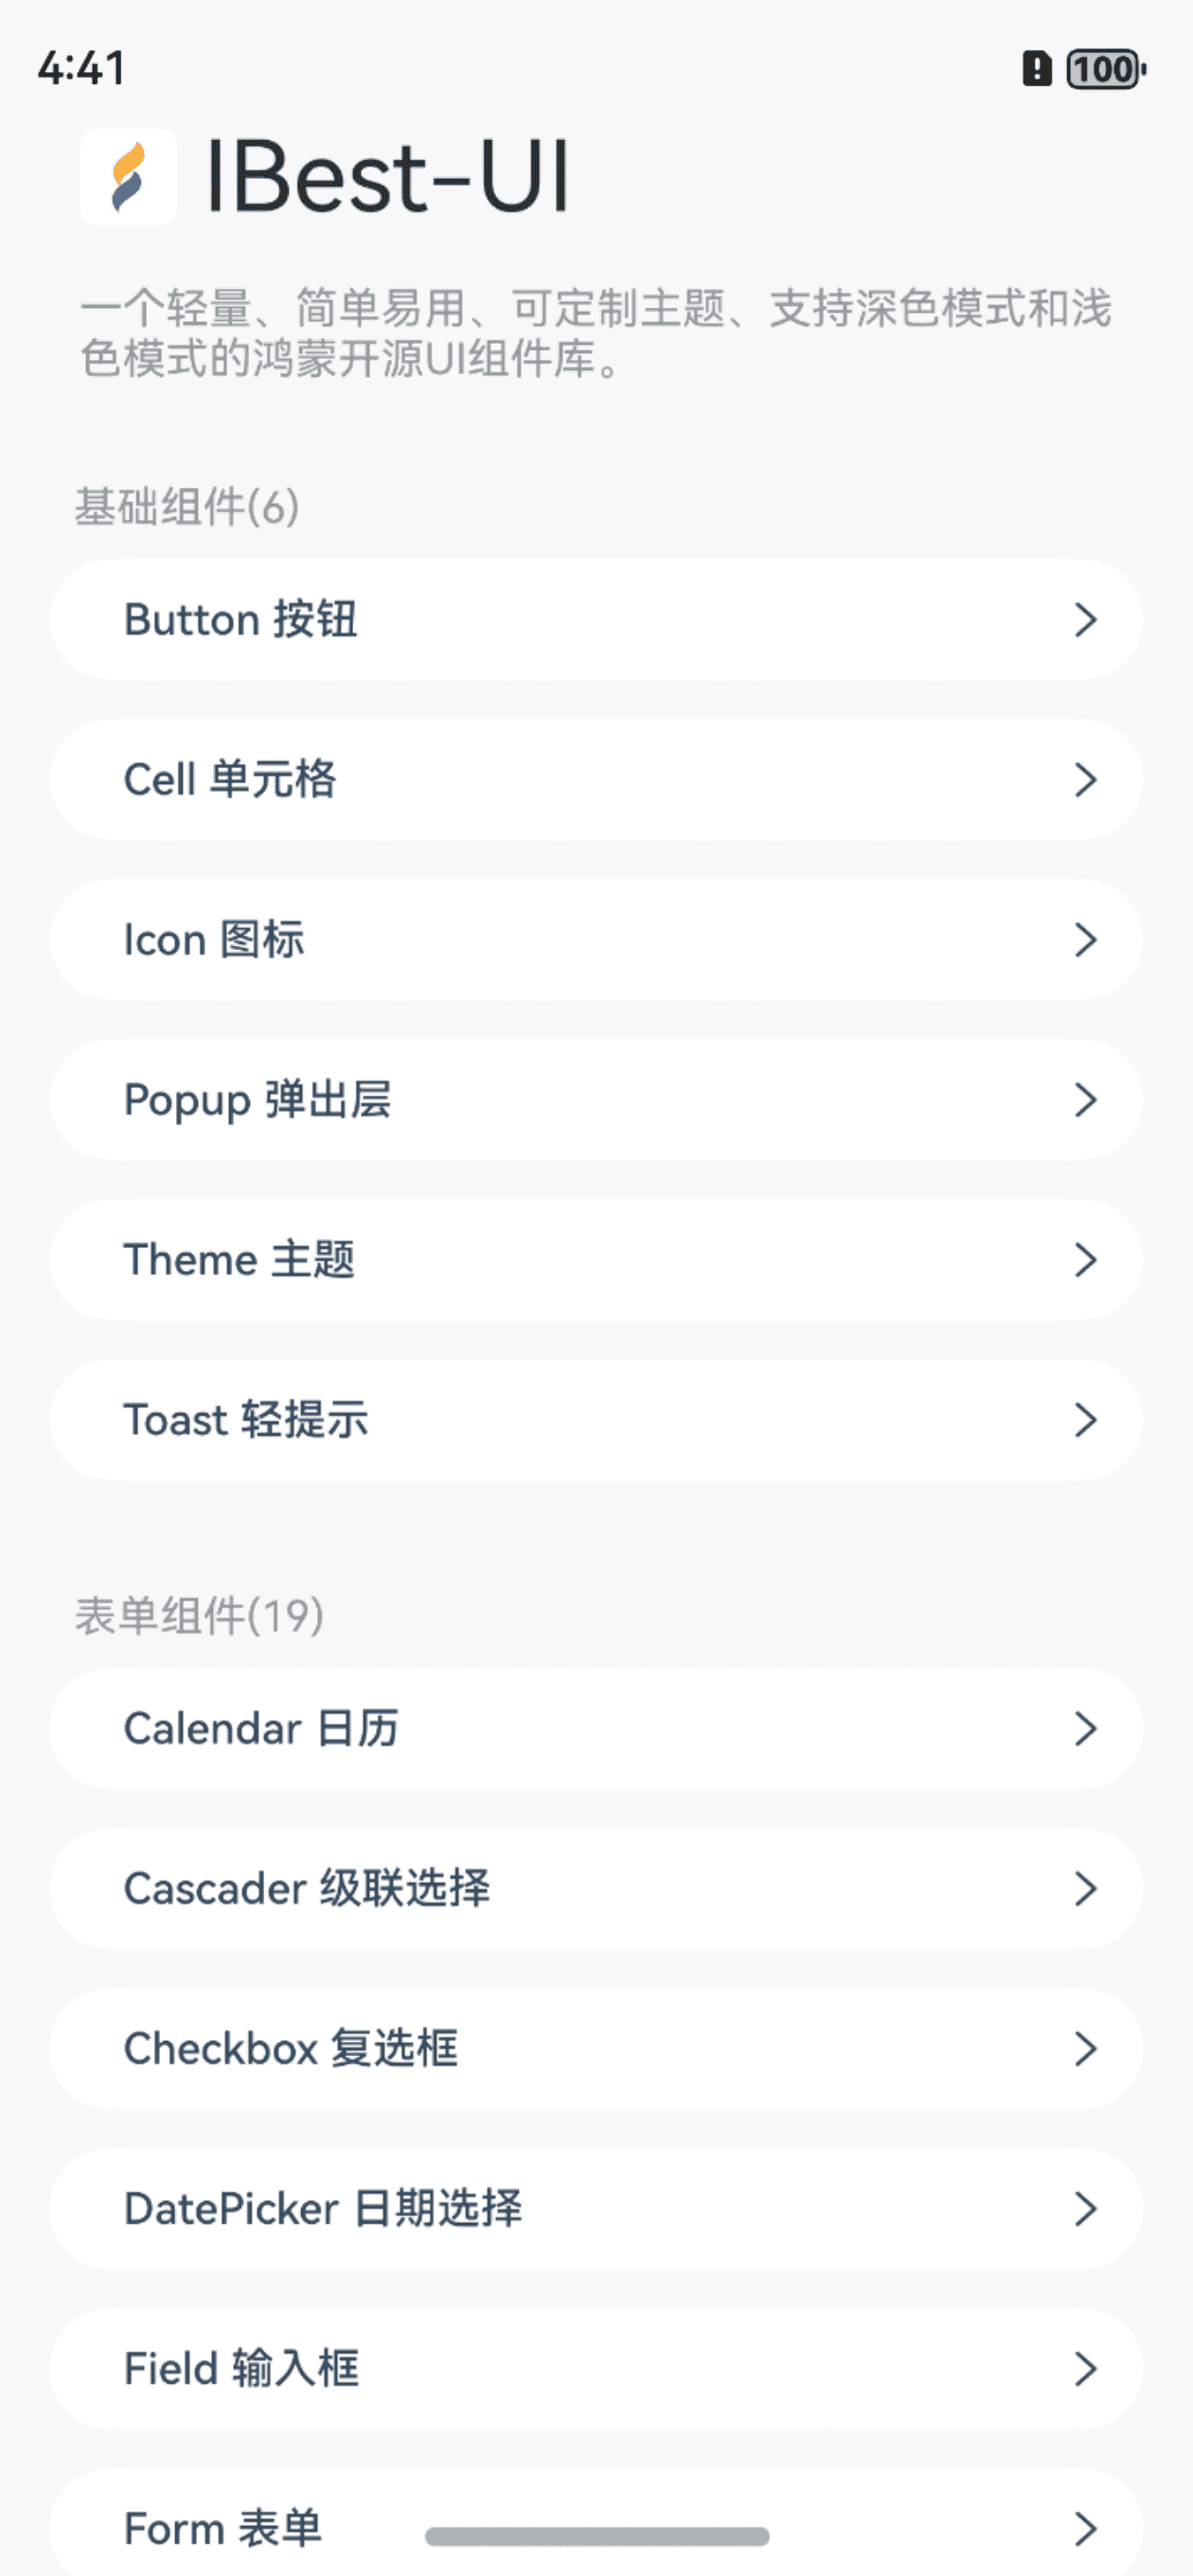 4:41
100
IBest-UI
一个轻量、简单易用、可定制主题、支持深色模式和浅
色模式的鸿蒙开源UI组件库。
基础组件(6)
Button 按钮
Cell 单元格
Icon 图标
Popup 弹出层
Theme 主题
Toast 轻提示
表单组件(19)
Calendar 日历
Cascader 级联选择
Checkbox 复选框
DatePicker 日期选择
Field 输入框
Form 表单